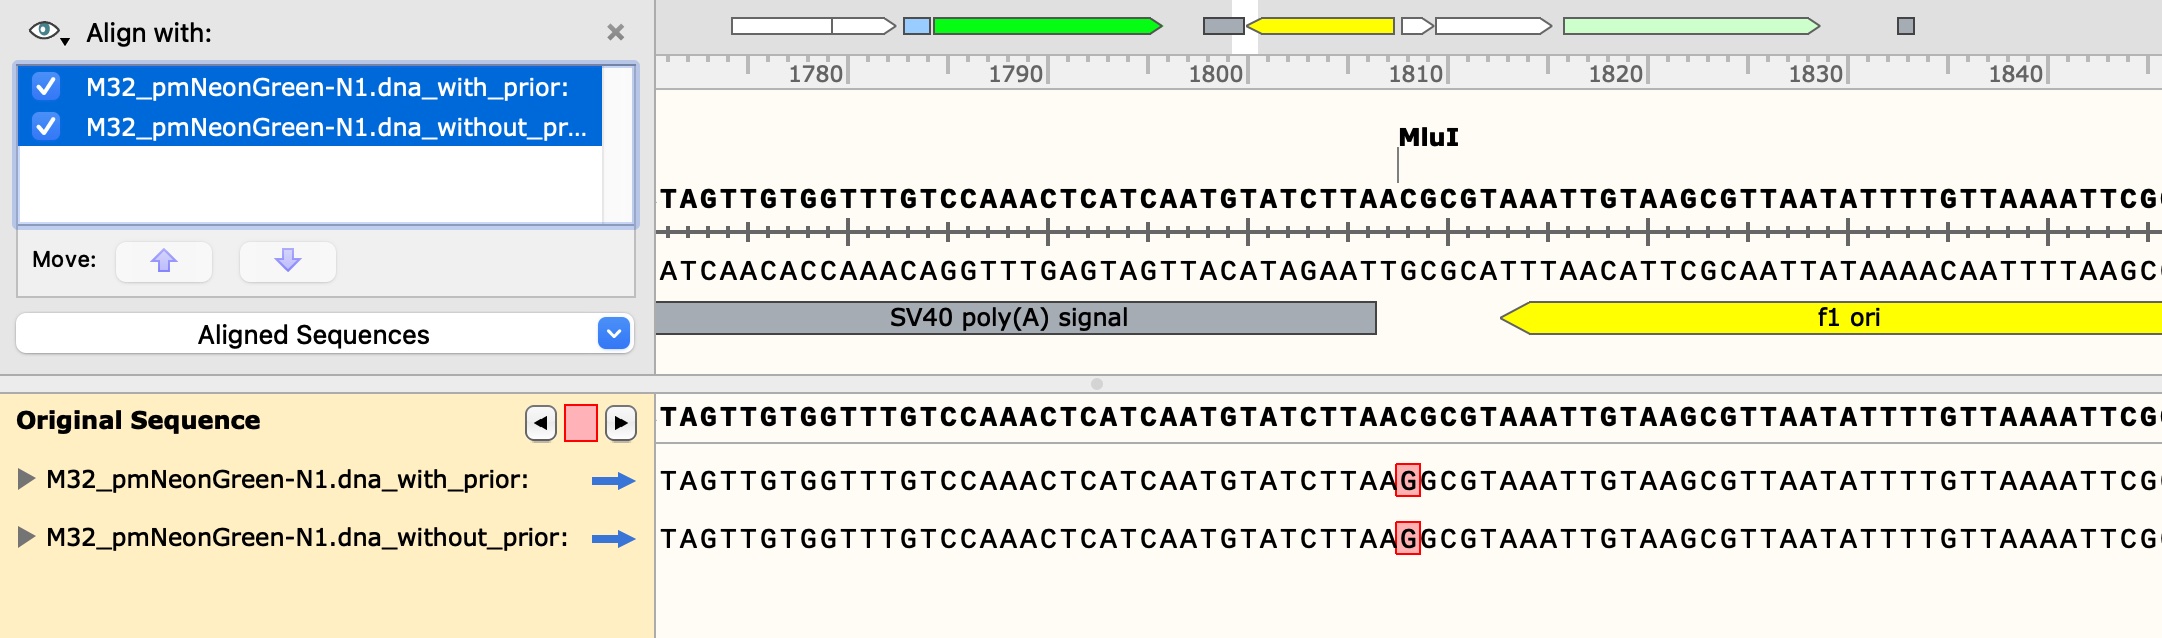 Align with:
M32_pmNeonGreen-N1.dna_with_prior:
M32_pmNeonGreen-N1.dna_without_pr...
Move:
Aligned Sequences
1780 1790 1800 1810 1820 1830 1840
MluI
TAGTTGTGGTTTGTCCAAACTCATCAATGTATCTTAACGCGTAAATTGTAAGCGTTAATATTTTGTTAAAATTCG
ATCAACACCAAACAGGTTTGAGTAGTTACATAGAATTGCGCATTTAACATTCGCAATTATAAAACAATTTTAAGC
SV40 poly(A) signal f1 ori
Original Sequence TAGTTGTGGTTTGTCCAAACTCATCAATGTATCTTAACGCGTAAATTGTAAGCGTTAATATTTTGTTAAAATTCG
M32_pmNeonGreen-N1.dna_with_prior: TAGTTGTGGTTTGTCCAAACTCATCAATGTATCTTAAGGCGTAAATTGTAAGCGTTAATATTTTGTTAAAATTCG
M32_pmNeonGreen-N1.dna_without_prior: TAGTTGTGGTTTGTCCAAACTCATCAATGTATCTTAAGGCGTAAATTGTAAGCGTTAATATTTTGTTAAAATTCG